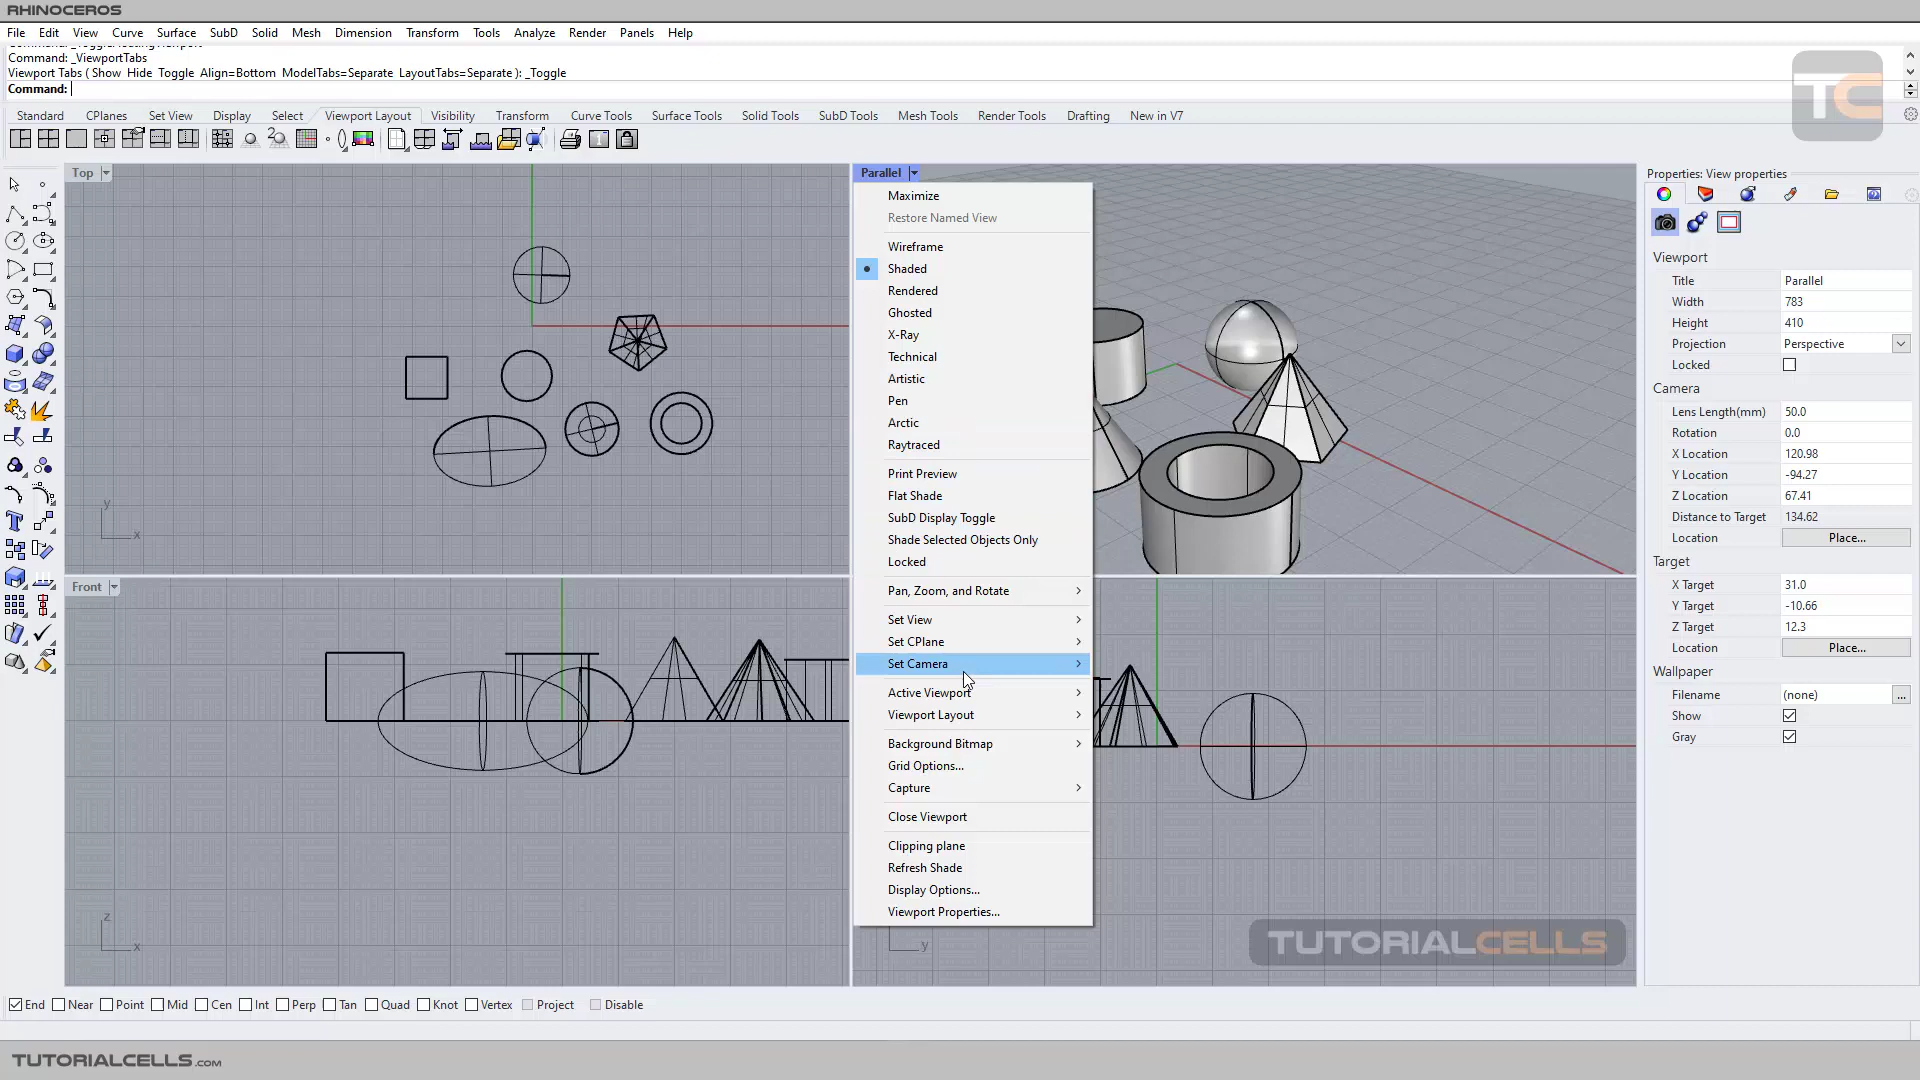 RHINOCEROS
File Edit View Curve Surface SubD Solid Mesh Dimension Transform Tools Analyze Render Panels Help
Command: _ViewportTabs
Viewport Tabs ( Show Hide Toggle Align=Bottom ModelTabs=Separate LayoutTabs=Separate ): _Toggle
Command:
TC
Standard CPlanes Set View Display Select Viewport Layout Visibility Transform Curve Tools Surface Tools Solid Tools SubD Tools Mesh Tools Render Tools Drafting New in V7
Top
y
x
Parallel
Maximize
Restore Named View
Wireframe
Shaded
Rendered
Ghosted
X-Ray
Technical
Artistic
Pen
Arctic
Raytraced
Print Preview
Flat Shade
SubD Display Toggle
Shade Selected Objects Only
Locked
Pan, Zoom, and Rotate
Set View
Set CPlane
Set Camera
Active Viewport
Viewport Layout
Background Bitmap
Grid Options...
Capture
Close Viewport
Clipping plane
Refresh Shade
Display Options...
Viewport Properties...
Front
z
x
y
Properties: View properties
Viewport
Title Parallel
Width 783
Height 410
Projection Perspective
Locked
Camera
Lens Length(mm) 50.0
Rotation 0.0
X Location 120.98
Y Location -94.27
Z Location 67.41
Distance to Target 134.62
Location Place...
Target
X Target 31.0
Y Target -10.66
Z Target 12.3
Location Place...
Wallpaper
Filename (none) ...
Show
Gray
TUTORIALCELLS
End Near Point Mid Cen Int Perp Tan Quad Knot Vertex Project Disable
TUTORIALCELLS.COM